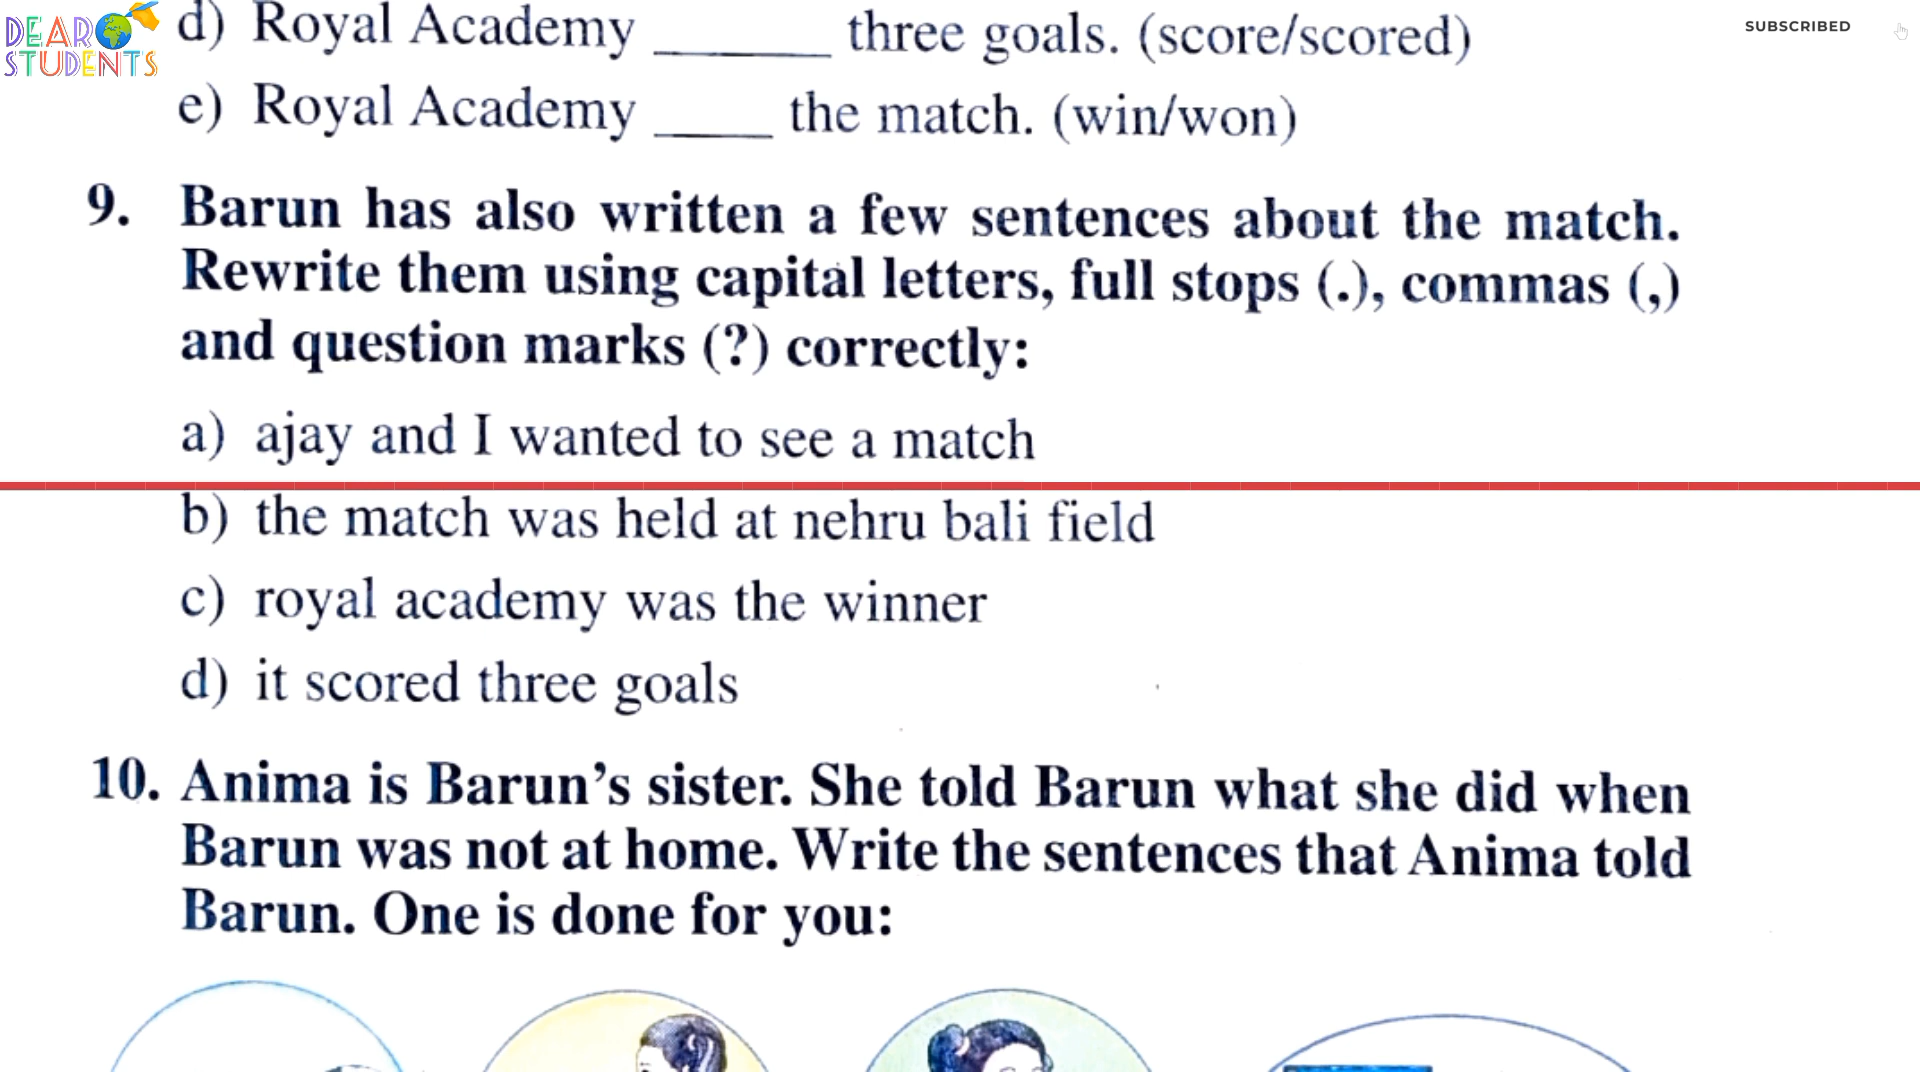 DEAR
STUDENTS
SUBSCRIBED
d) Royal Academy ______ three goals. (score/scored)
e) Royal Academy ____ the match. (win/won)
9. Barun has also written a few sentences about the match.
Rewrite them using capital letters, full stops (.), commas (,)
and question marks (?) correctly:
a) ajay and I wanted to see a match
b) the match was held at nehru bali field
c) royal academy was the winner
d) it scored three goals
10. Anima is Barun’s sister. She told Barun what she did when
Barun was not at home. Write the sentences that Anima told
Barun. One is done for you: